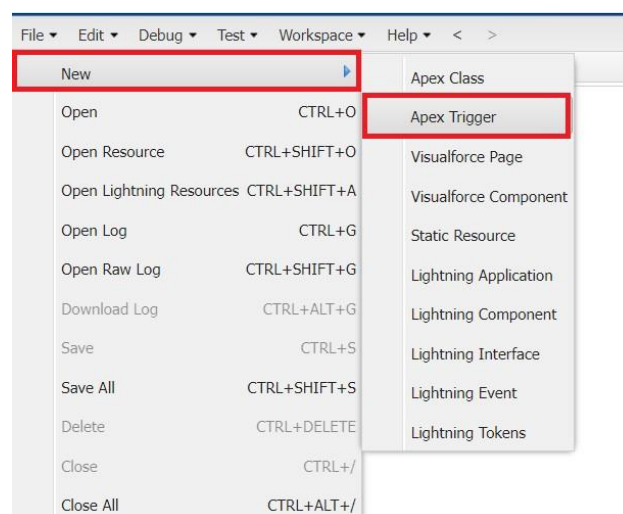 File ▾ Edit ▾ Debug ▾ Test ▾ Workspace ▾ Help ▾ < >
New
Apex Class
Open CTRL+O
Apex Trigger
Open Resource CTRL+SHIFT+O
Visualforce Page
Open Lightning Resources CTRL+SHIFT+A
Visualforce Component
Open Log CTRL+G
Static Resource
Open Raw Log CTRL+SHIFT+G
Lightning Application
Download Log CTRL+ALT+G
Lightning Component
Save CTRL+S
Lightning Interface
Save All CTRL+SHIFT+S
Lightning Event
Delete CTRL+DELETE
Lightning Tokens
Close CTRL+/
Close All CTRL+ALT+/